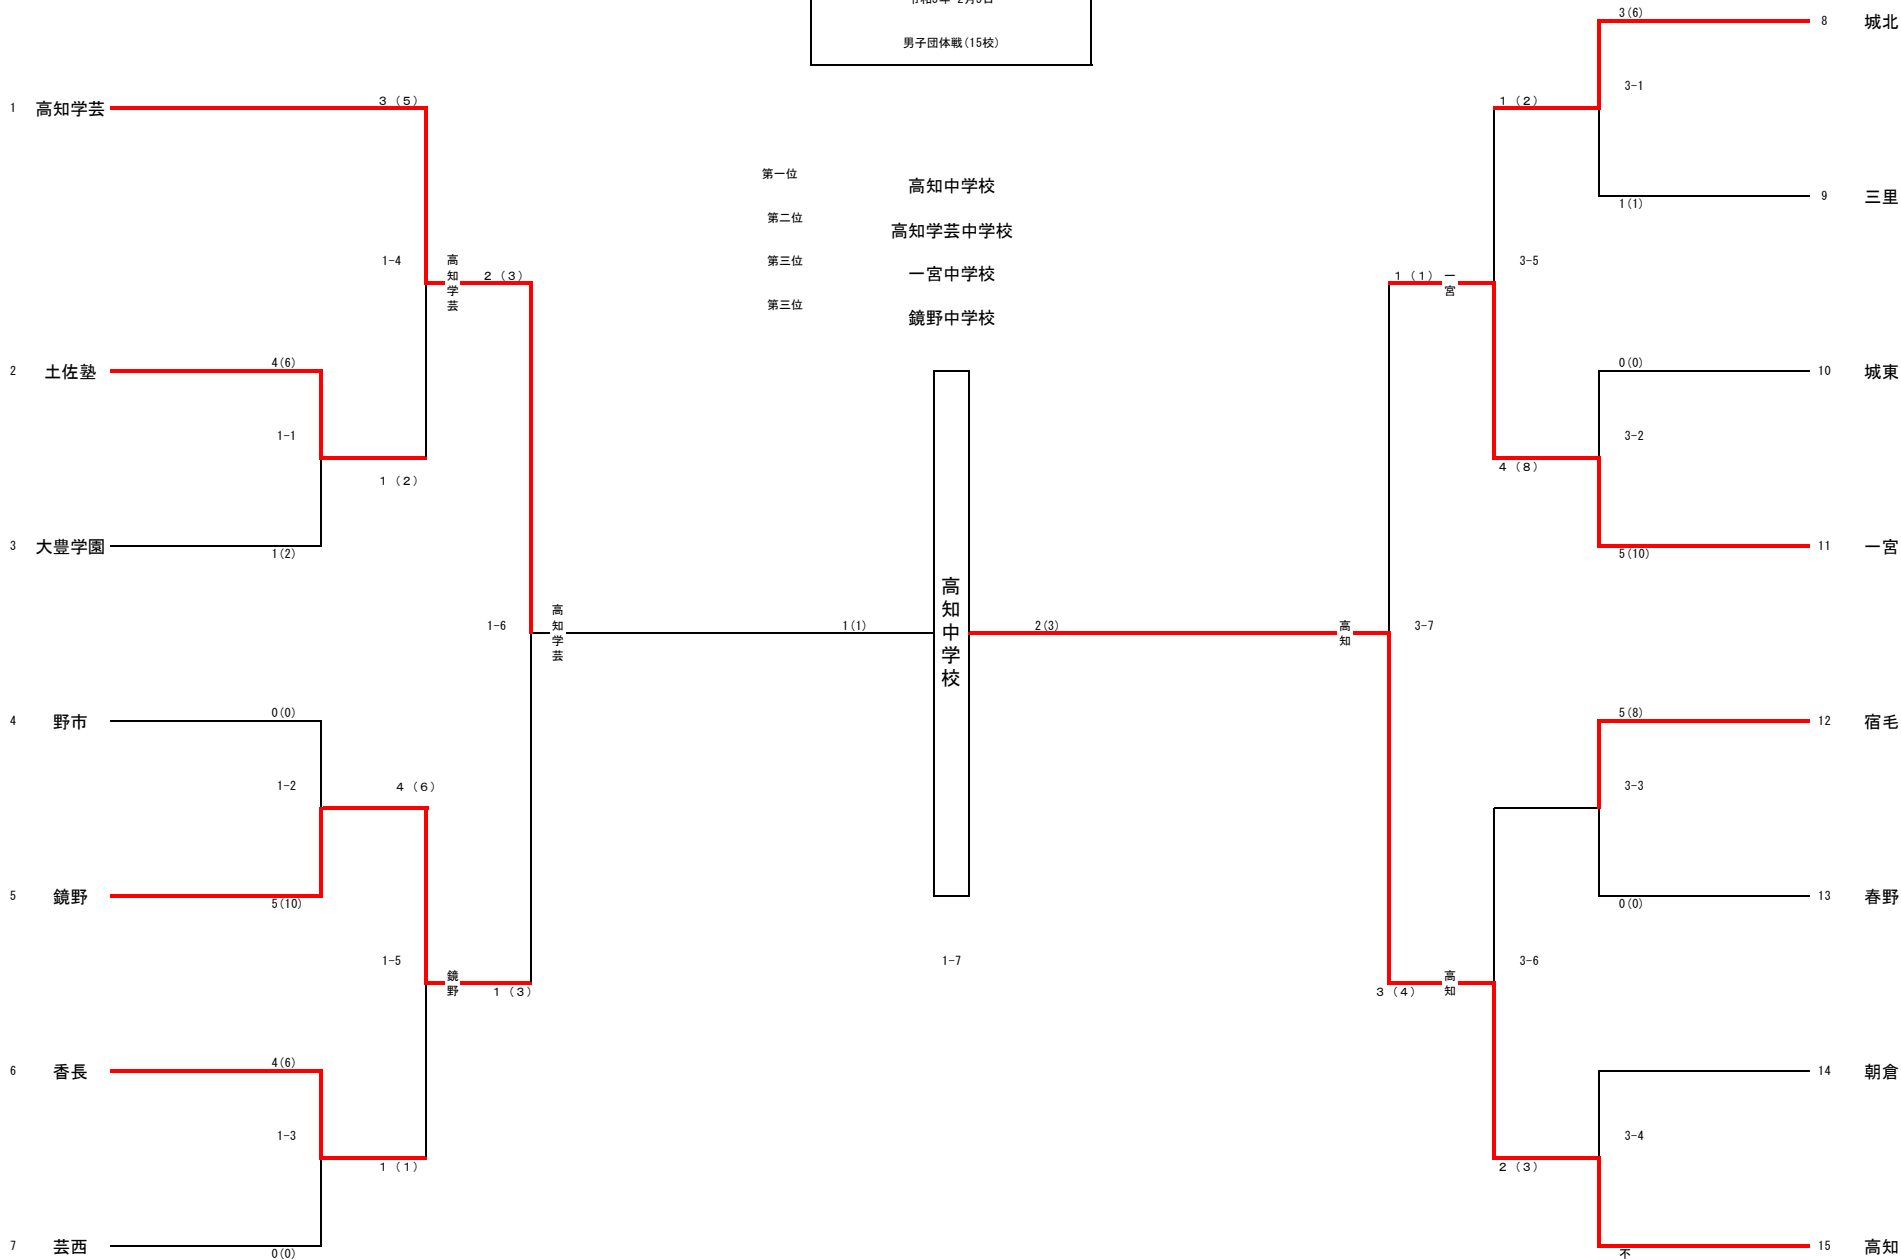 男子団体戦(15校)
第一位 高知中学校
第二位 高知学芸中学校
第三位 一宮中学校
第三位 鏡野中学校
1 高知学芸
3 (5)
1-4
高知学芸
2 (3)
2 土佐塾
4(6)
1-1
1 (2)
3 大豊学園
1(2)
1-6
高知学芸
1(1)
4 野市
0(0)
1-2
4 (6)
5 鏡野
5(10)
1-5
鏡野
1 (3)
6 香長
4(6)
1-3
1 (1)
7 芸西
0(0)
高知中学校
1-7
2(3)
高知
3-7
3(6)
8 城北
3-1
1 (2)
1(1)
9 三里
3-5
1 (1)
一宮
0(0)
10 城東
3-2
4 (8)
5(10)
11 一宮
5(8)
12 宿毛
3-3
0(0)
13 春野
3-6
高知
3 (4)
14 朝倉
3-4
2 (3)
不
15 高知